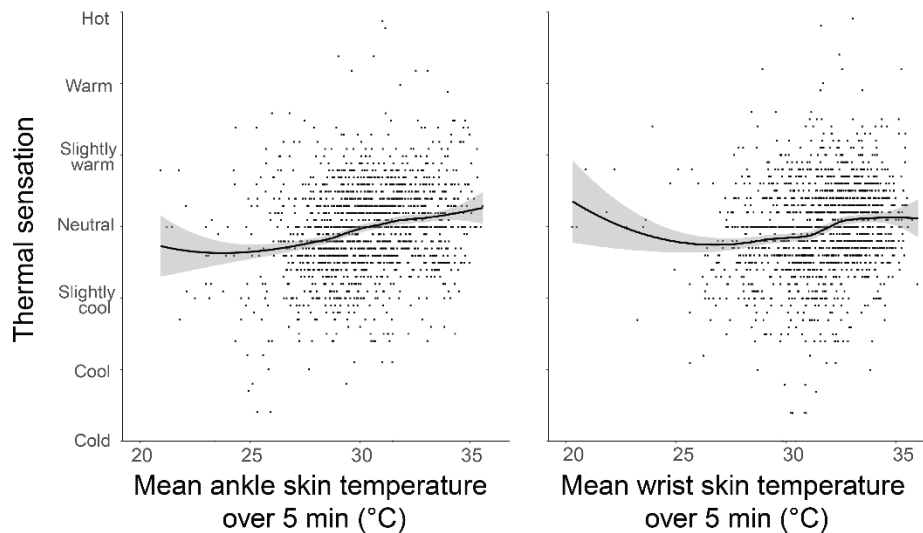 Thermal sensation
Hot
Warm
Slightly
warm
Neutral
Slightly
cool
Cool
Cold
20 25 30 35
Mean ankle skin temperature
over 5 min (°C)
20 25 30 35
Mean wrist skin temperature
over 5 min (°C)